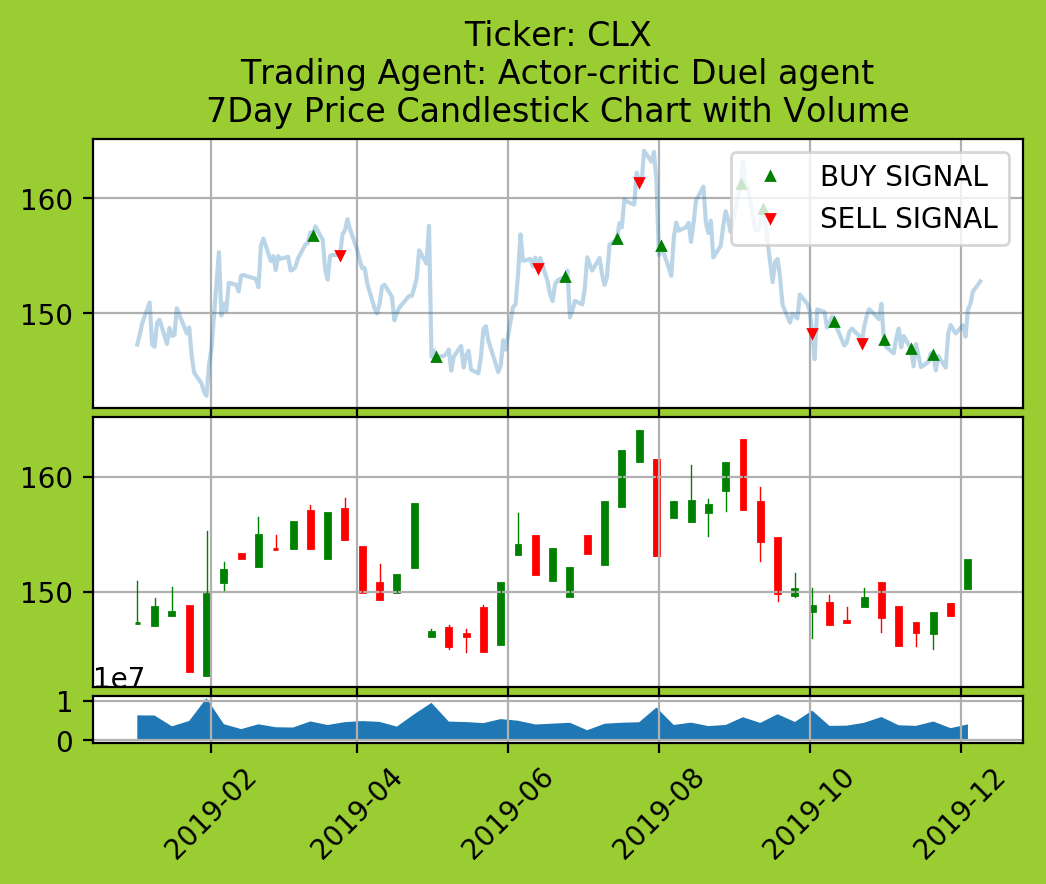 Ticker: CLX
Trading Agent: Actor-critic Duel agent
7Day Price Candlestick Chart with Volume
BUY SIGNAL
SELL SIGNAL
160
150
160
150
1e7
1
0
2019-02
2019-04
2019-06
2019-08
2019-10
2019-12